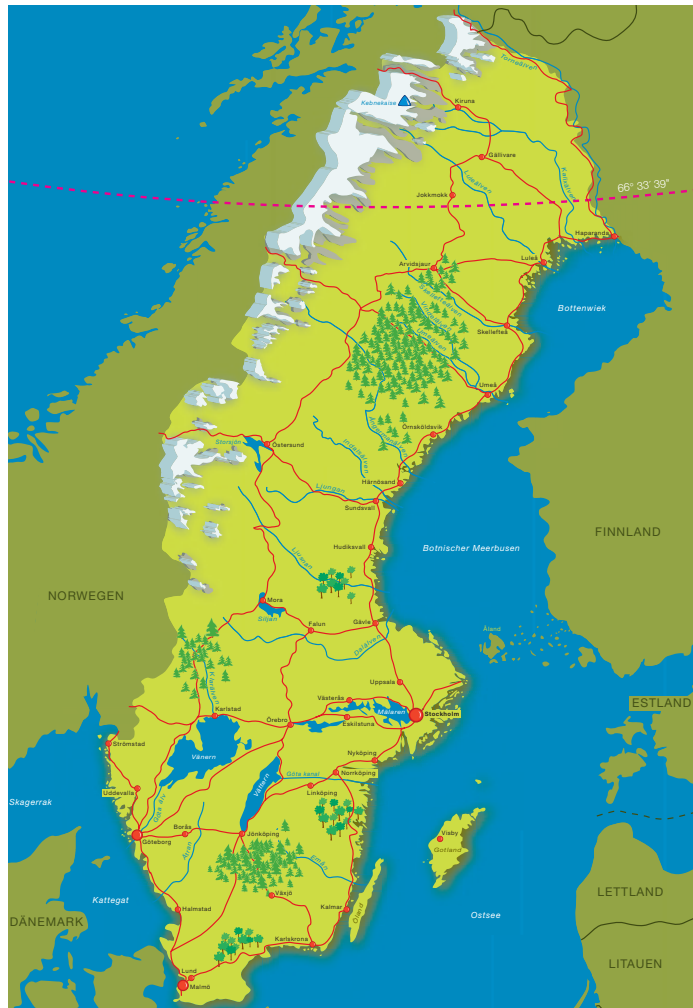 Torneälven
Kebnekaise
Kiruna
Gällivare
Jokkmokk
Luleälven
Kalixälven
66° 33´ 39"
Haparanda
Luleå
Arvidsjaur
Skellefteälven
Bottenwiek
Skellefteå
Umeå
Örnsköldsvik
Ångermanälven
Storsjön
Östersund
Indalsälven
Härnösand
Ljungan
Sundsvall
FINNLAND
Hudiksvall
Botnischer Meerbusen
Ljusnan
NORWEGEN
Mora
Siljan
Falun
Gävle
Åland
Dalälven
Klarälven
Uppsala
Västerås
ESTLAND
Karlstad
Mälaren
Stockholm
Örebro
Eskilstuna
Strömstad
Vänern
Nyköping
Göta kanal
Norrköping
Vättern
Uddevalla
Linköping
Skagerrak
Göta älv
Borås
Göteborg
Jönköping
Visby
Gotland
Emån
LETTLAND
Växjö
Kattegat
Halmstad
Kalmar
Öland
DÄNEMARK
Ostsee
Karlskrona
LITAUEN
Lund
Malmö